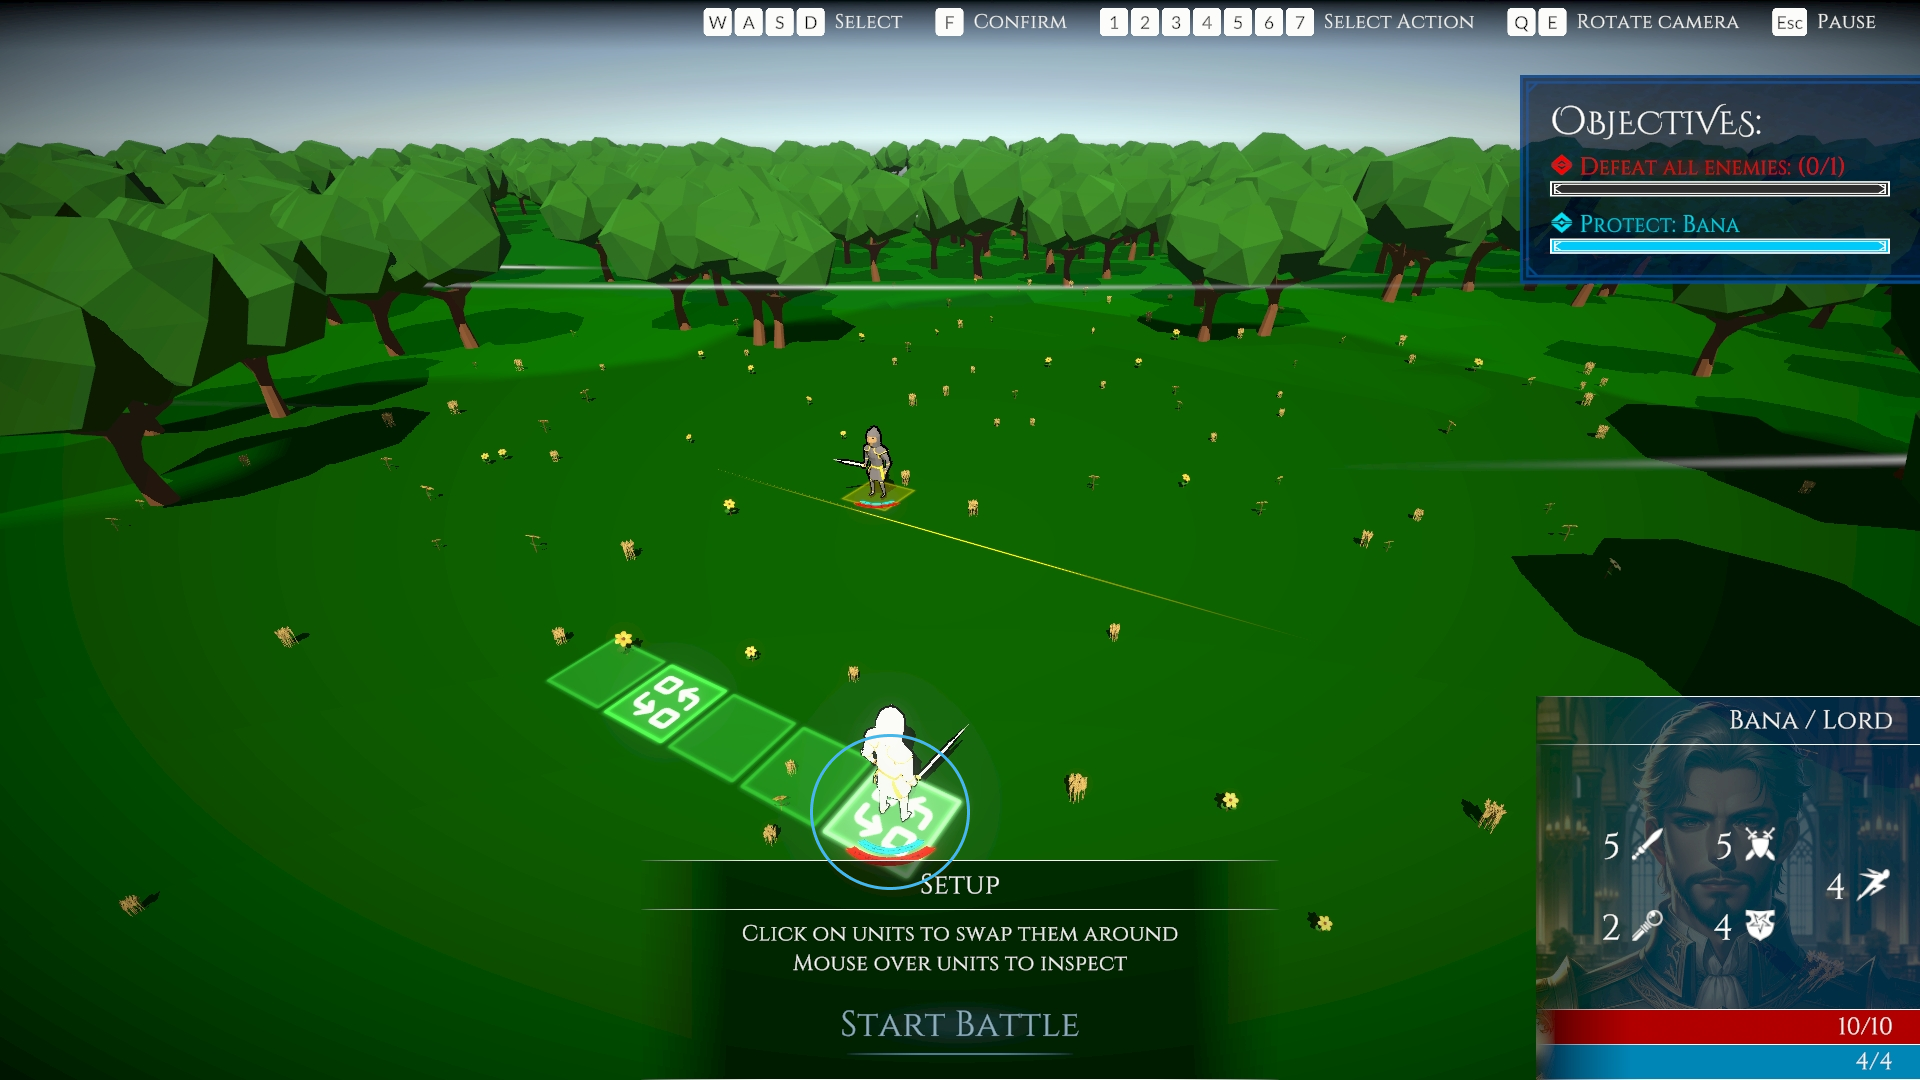 W A S D Select F Confirm 1 2 3 4 5 6 7 Select Action Q E Rotate camera Esc Pause
Objectives:
Defeat all enemies: (0/1)
Protect: Bana
Bana / Lord
5 5
4
2 4
10/10
4/4
Setup
Click on units to swap them around
Mouse over units to inspect
Start Battle